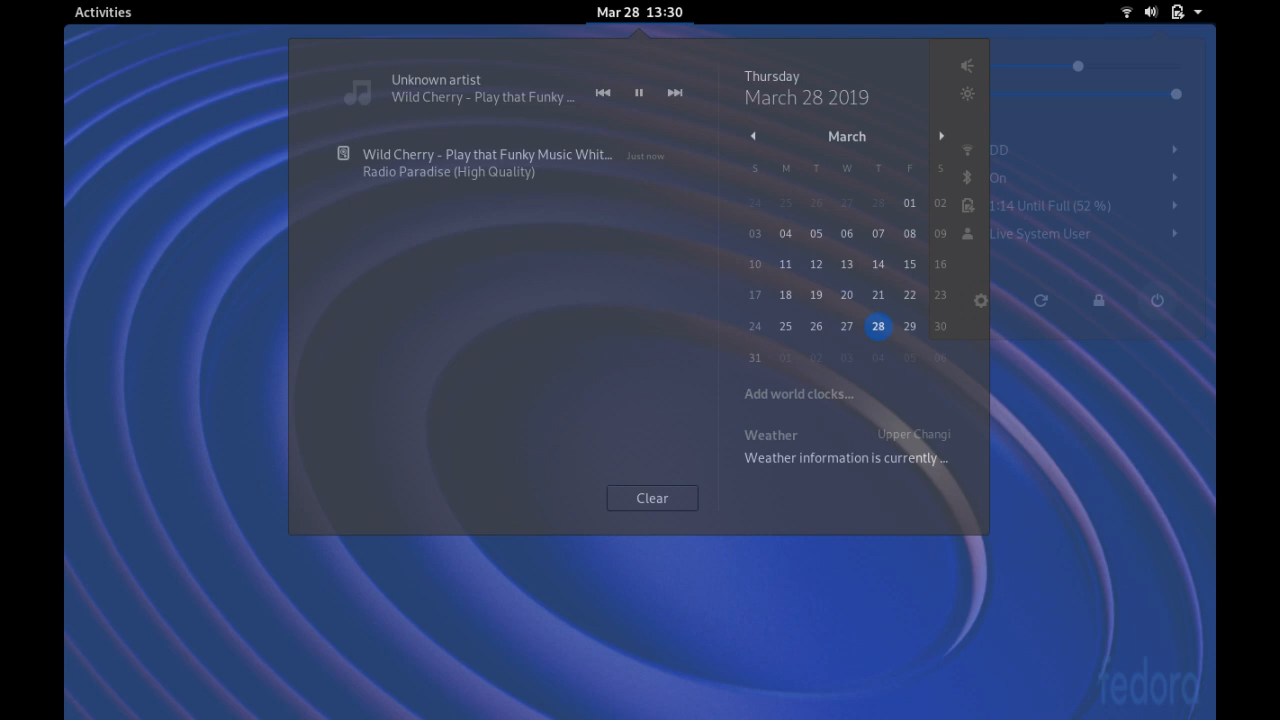 Activities
Mar 28 13:30
Unknown artist
Wild Cherry - Play that Funky ...
Wild Cherry - Play that Funky Music Whit...
Just now
Radio Paradise (High Quality)
Clear
Thursday
March 28 2019
March
S M T W T F S
24 25 26 27 28 01 02
03 04 05 06 07 08 09
10 11 12 13 14 15 16
17 18 19 20 21 22 23
24 25 26 27 28 29 30
31 01 02 03 04 05 06
Add world clocks...
Weather
Upper Changi
Weather information is currently ...
DD
On
1:14 Until Full (52 %)
Live System User
fedora